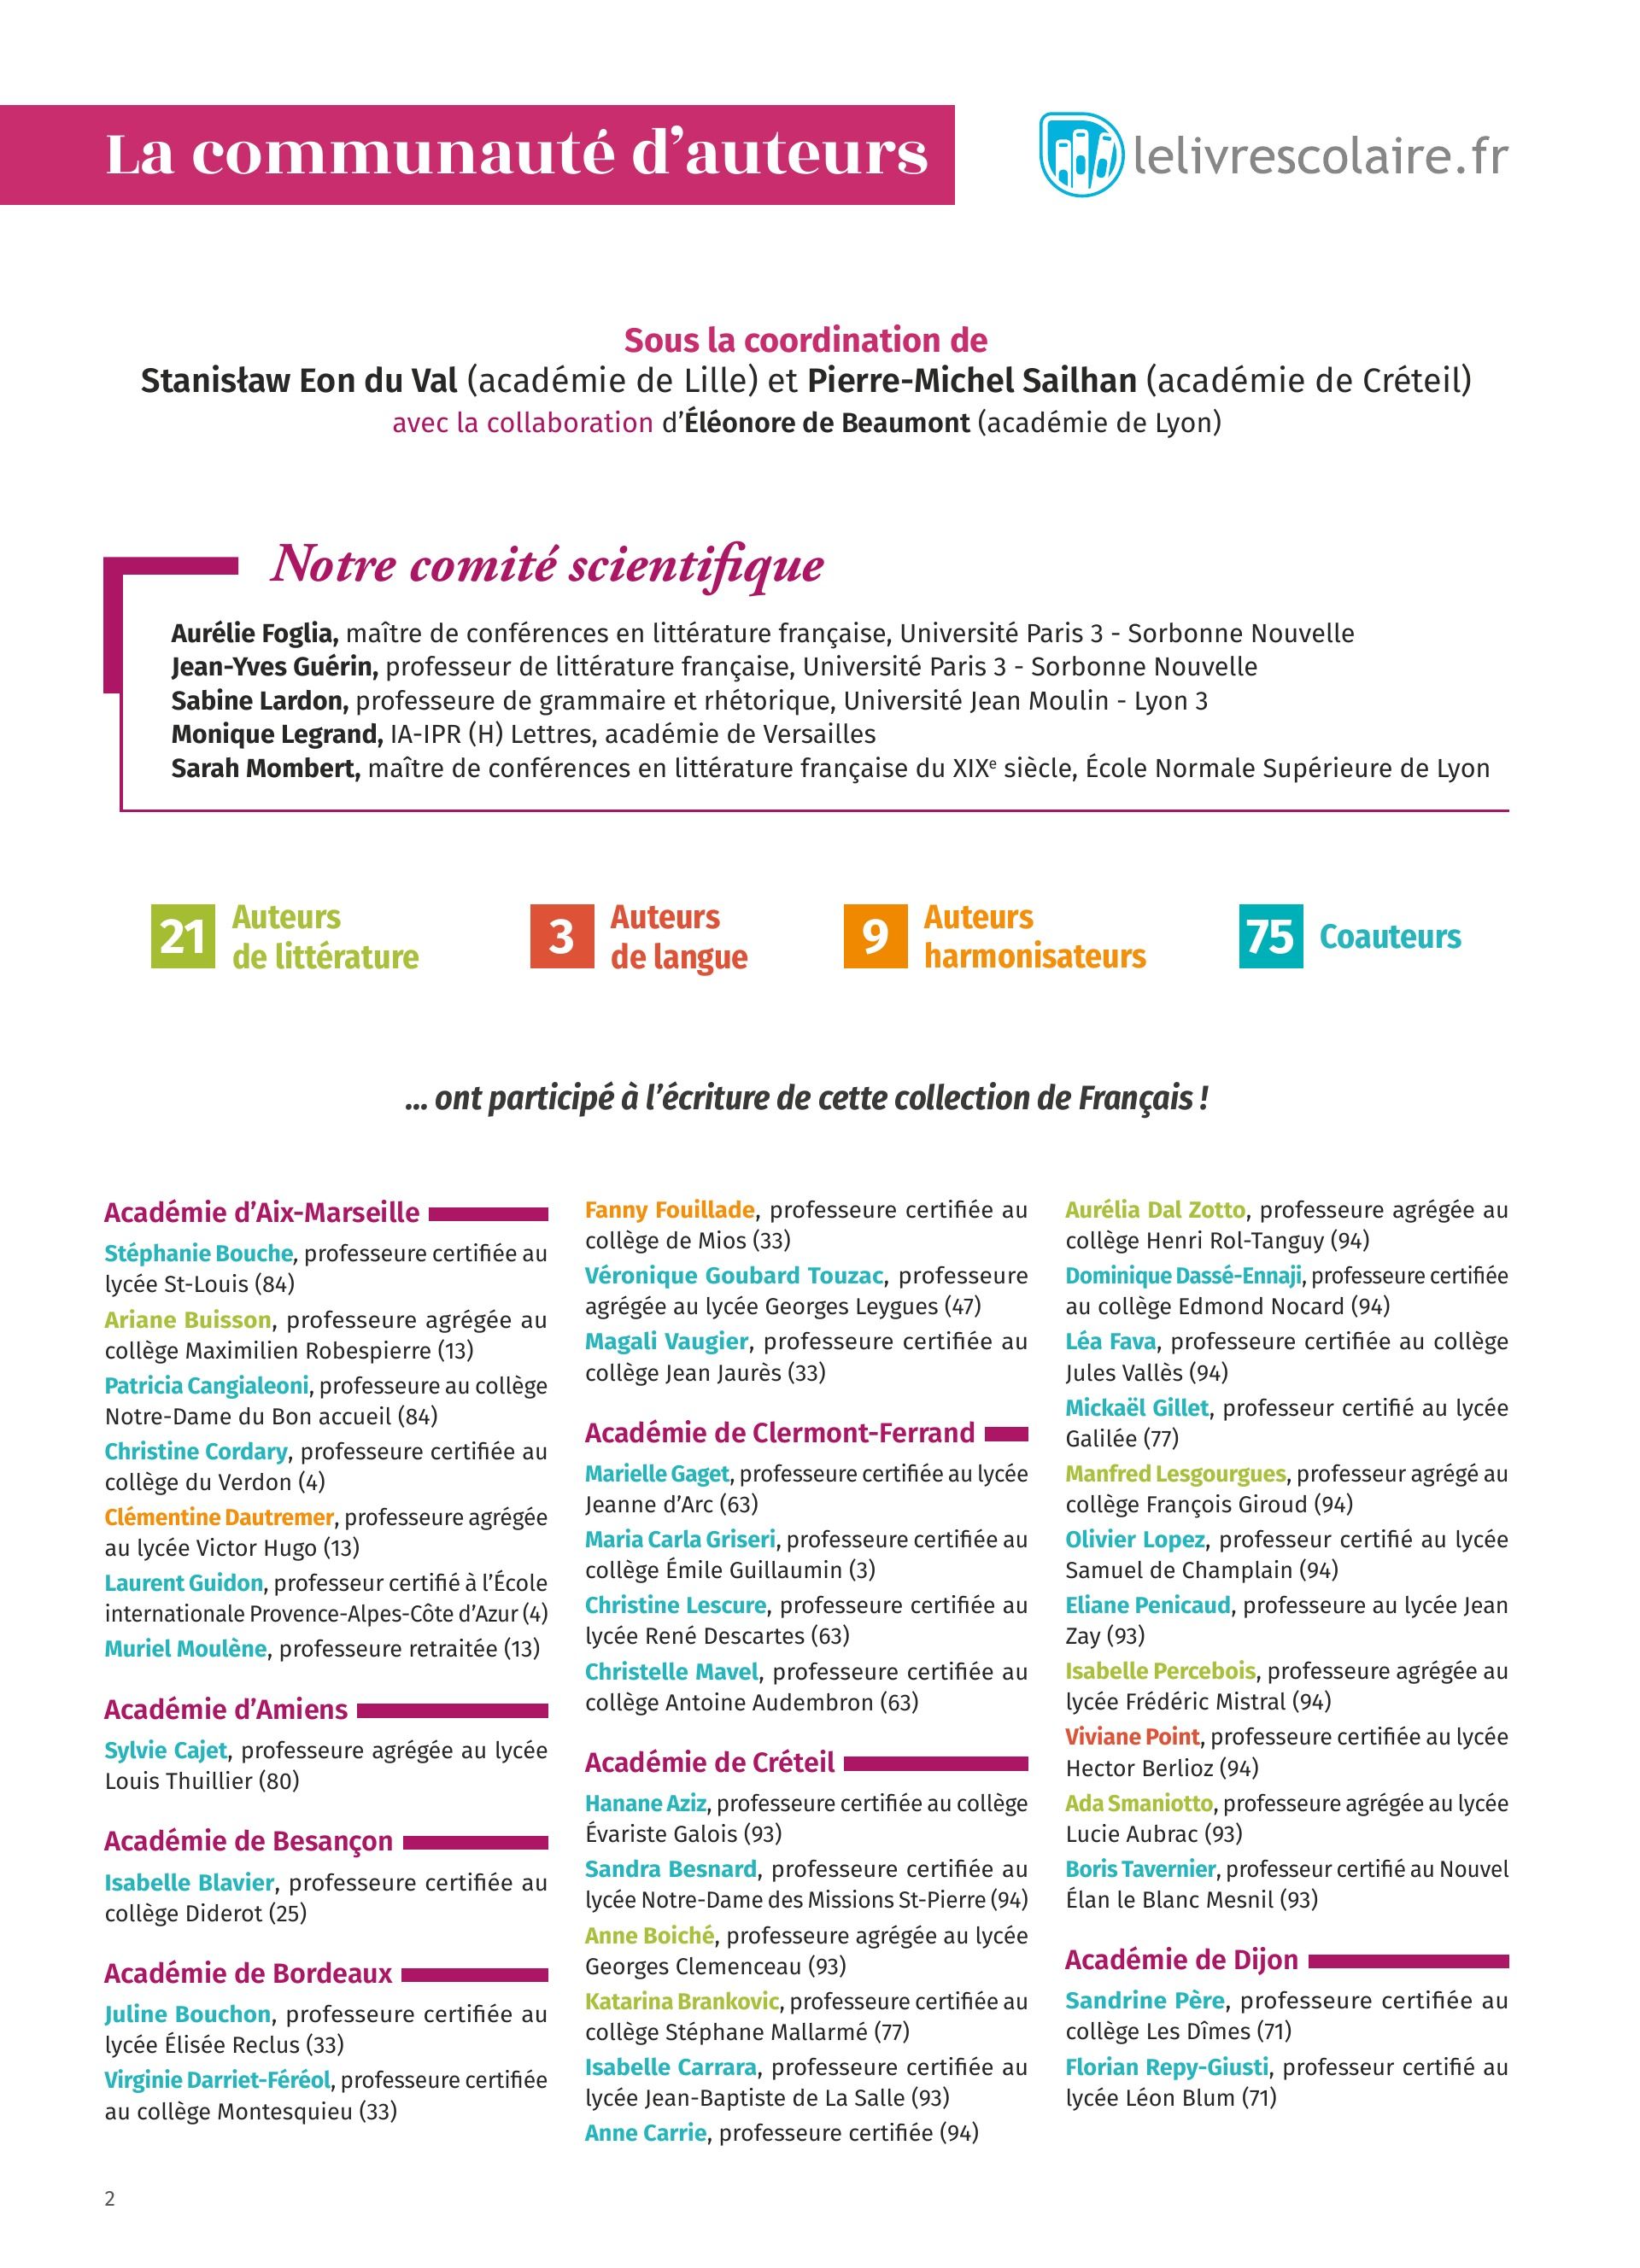 La communauté d’auteurs
lelivrescolaire.fr
Sous la coordination de
Stanisław Eon du Val (académie de Lille) et Pierre-Michel Sailhan (académie de Créteil)
avec la collaboration d’Éléonore de Beaumont (académie de Lyon)
Notre comité scientifique
Aurélie Foglia, maître de conférences en littérature française, Université Paris 3 - Sorbonne Nouvelle
Jean-Yves Guérin, professeur de littérature française, Université Paris 3 - Sorbonne Nouvelle
Sabine Lardon, professeure de grammaire et rhétorique, Université Jean Moulin - Lyon 3
Monique Legrand, IA-IPR (H) Lettres, académie de Versailles
Sarah Mombert, maître de conférences en littérature française du XIXe siècle, École Normale Supérieure de Lyon
21 Auteurs
de littérature
3 Auteurs
de langue
9 Auteurs
harmonisateurs
75 Coauteurs
... ont participé à l’écriture de cette collection de Français !
Académie d’Aix-Marseille
Stéphanie Bouche, professeure certifiée au
lycée St-Louis (84)
Ariane Buisson, professeure agrégée au
collège Maximilien Robespierre (13)
Patricia Cangialeoni, professeure au collège
Notre-Dame du Bon accueil (84)
Christine Cordary, professeure certifiée au
collège du Verdon (4)
Clémentine Dautremer, professeure agrégée
au lycée Victor Hugo (13)
Laurent Guidon, professeur certifié à l’École
internationale Provence-Alpes-Côte d’Azur (4)
Muriel Moulène, professeure retraitée (13)
Académie d’Amiens
Sylvie Cajet, professeure agrégée au lycée
Louis Thuillier (80)
Académie de Besançon
Isabelle Blavier, professeure certifiée au
collège Diderot (25)
Académie de Bordeaux
Juline Bouchon, professeure certifiée au
lycée Élisée Reclus (33)
Virginie Darriet-Féréol, professeure certifiée
au collège Montesquieu (33)
Fanny Fouillade, professeure certifiée au
collège de Mios (33)
Véronique Goubard Touzac, professeure
agrégée au lycée Georges Leygues (47)
Magali Vaugier, professeure certifiée au
collège Jean Jaurès (33)
Académie de Clermont-Ferrand
Marielle Gaget, professeure certifiée au lycée
Jeanne d’Arc (63)
Maria Carla Griseri, professeure certifiée au
collège Émile Guillaumin (3)
Christine Lescure, professeure certifiée au
lycée René Descartes (63)
Christelle Mavel, professeure certifiée au
collège Antoine Audembron (63)
Académie de Créteil
Hanane Aziz, professeure certifiée au collège
Évariste Galois (93)
Sandra Besnard, professeure certifiée au
lycée Notre-Dame des Missions St-Pierre (94)
Anne Boiché, professeure agrégée au lycée
Georges Clemenceau (93)
Katarina Brankovic, professeure certifiée au
collège Stéphane Mallarmé (77)
Isabelle Carrara, professeure certifiée au
lycée Jean-Baptiste de La Salle (93)
Anne Carrie, professeure certifiée (94)
Aurélia Dal Zotto, professeure agrégée au
collège Henri Rol-Tanguy (94)
Dominique Dassé-Ennaji, professeure certifiée
au collège Edmond Nocard (94)
Léa Fava, professeure certifiée au collège
Jules Vallès (94)
Mickaël Gillet, professeur certifié au lycée
Galilée (77)
Manfred Lesgourgues, professeur agrégé au
collège François Giroud (94)
Olivier Lopez, professeur certifié au lycée
Samuel de Champlain (94)
Eliane Penicaud, professeure au lycée Jean
Zay (93)
Isabelle Percebois, professeure agrégée au
lycée Frédéric Mistral (94)
Viviane Point, professeure certifiée au lycée
Hector Berlioz (94)
Ada Smaniotto, professeure agrégée au lycée
Lucie Aubrac (93)
Boris Tavernier, professeur certifié au Nouvel
Élan le Blanc Mesnil (93)
Académie de Dijon
Sandrine Père, professeure certifiée au
collège Les Dîmes (71)
Florian Repy-Giusti, professeur certifié au
lycée Léon Blum (71)
2